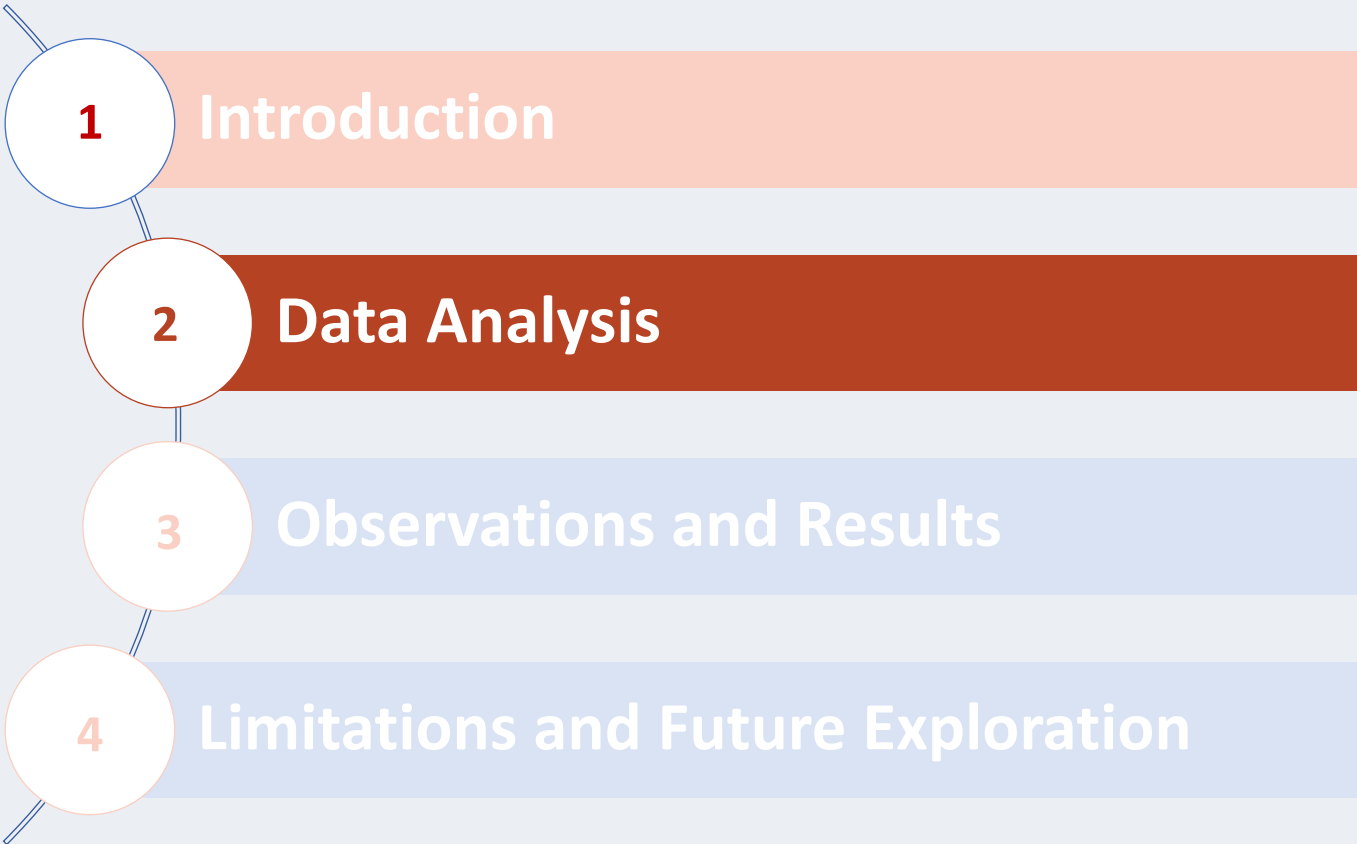 1
Introduction
2
Data Analysis
3
Observations and Results
4
Limitations and Future Exploration